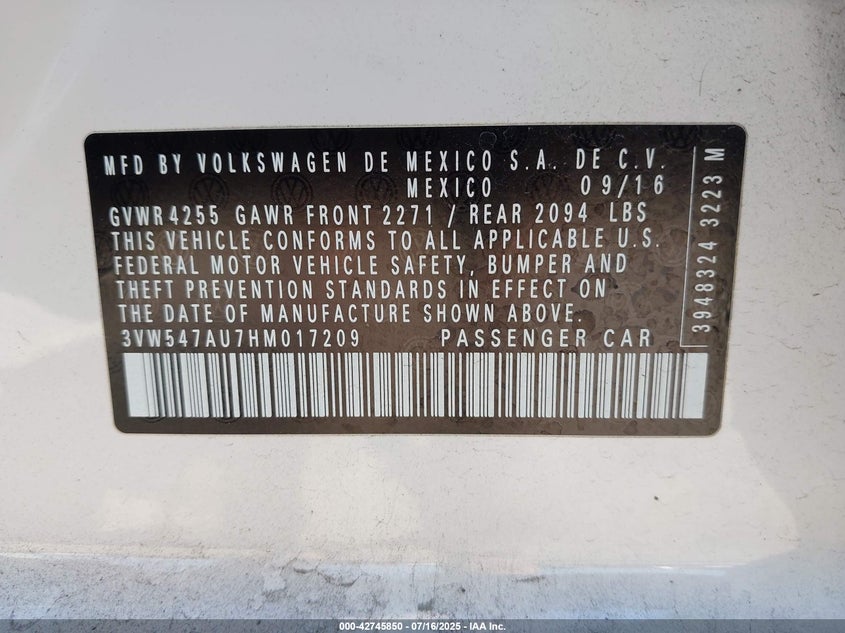 MFD BY VOLKSWAGEN DE MEXICO S.A. DE C.V.
MEXICO 09/16
GVWR 4255 GAWR FRONT 2271 / REAR 2094 LBS
THIS VEHICLE CONFORMS TO ALL APPLICABLE U.S.
FEDERAL MOTOR VEHICLE SAFETY, BUMPER AND
THEFT PREVENTION STANDARDS IN EFFECT ON
THE DATE OF MANUFACTURE SHOWN ABOVE.
3VW547AU7HM017209 PASSENGER CAR
3948324 3223 M
000-42745850 - 07/16/2025 - IAA Inc.